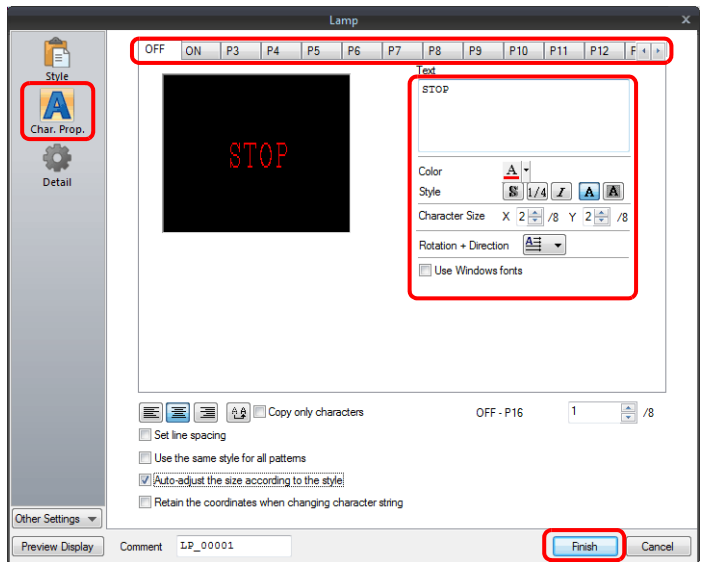 Lamp
x
Style
Char. Prop.
Detail
OFF ON P3 P4 P5 P6 P7 P8 P9 P10 P11 P12
Text
STOP
STOP
Color A
Style S 1/4 I A A
Character Size X 2 /8 Y 2 /8
Rotation + Direction A
Use Windows fonts
Copy only characters OFF - P16 1 /8
Set line spacing
Use the same style for all patterns
Auto-adjust the size according to the style
Retain the coordinates when changing character string
Other Settings
Preview Display Comment LP_00001 Finish Cancel